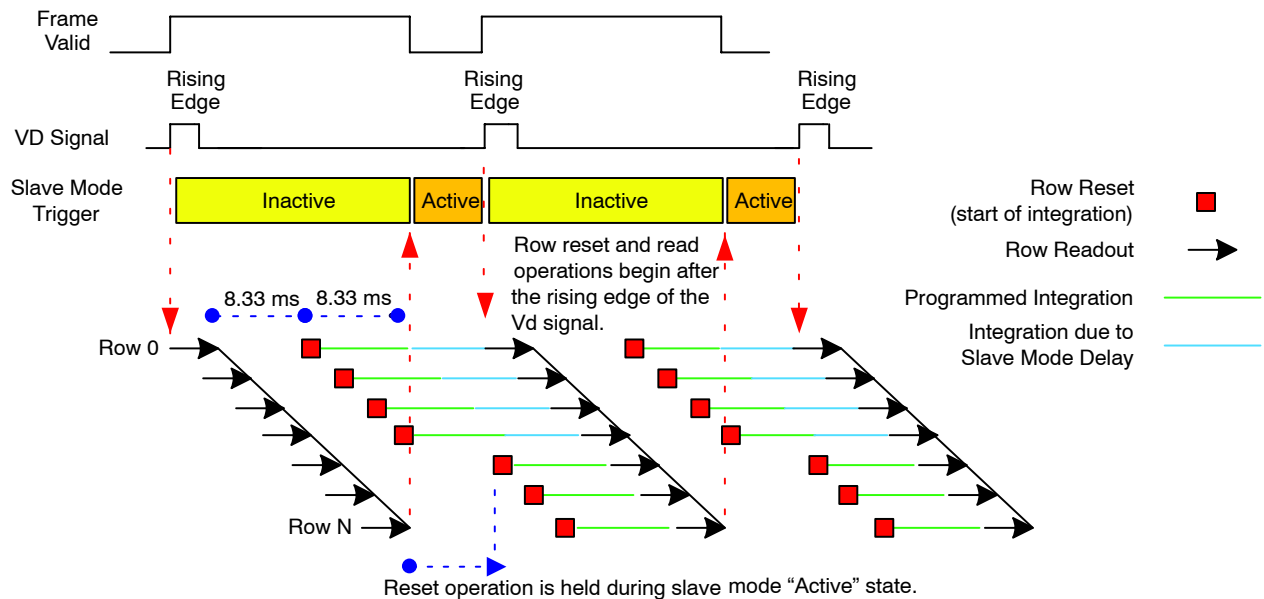 Frame
Valid
Rising
Edge
Rising
Edge
Rising
Edge
VD Signal
Slave Mode
Trigger
Inactive
Active
Inactive
Active
Row Reset
(start of integration)
Row Readout
Programmed Integration
Integration due to
Slave Mode Delay
Row reset and read
operations begin after
the rising edge of the
Vd signal.
8.33 ms
8.33 ms
Row 0
Row N
Reset operation is held during slave mode “Active” state.